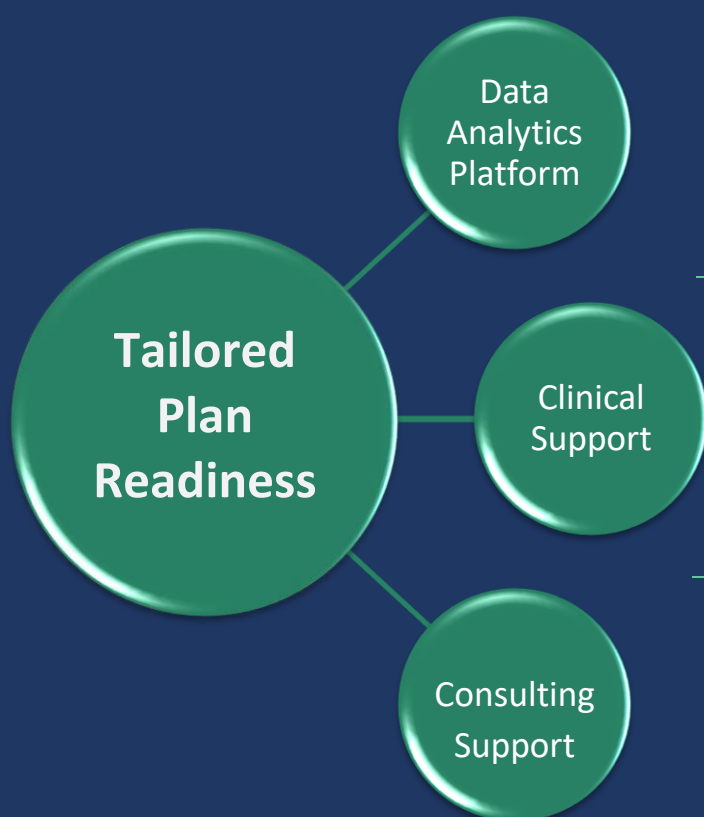 Data
Analytics
Platform
Tailored
Plan
Readiness
Clinical
Support
Consulting
Support